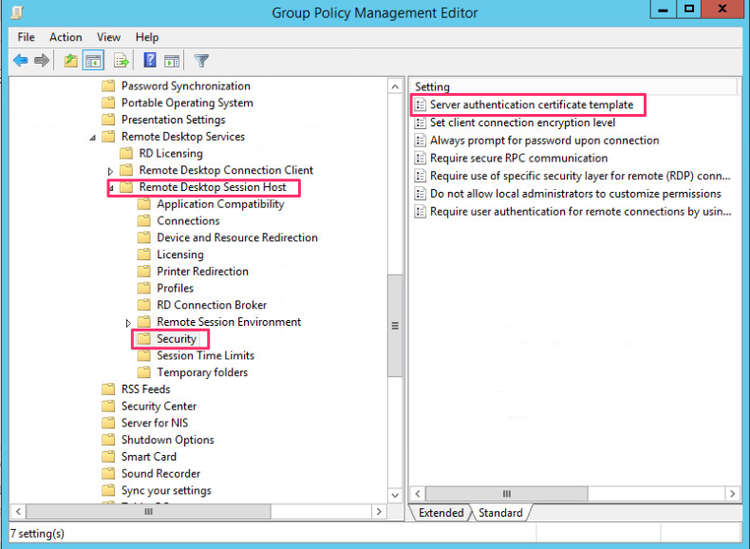 Group Policy Management Editor
File Action View Help
Password Synchronization
Portable Operating System
Presentation Settings
Remote Desktop Services
RD Licensing
Remote Desktop Connection Client
Remote Desktop Session Host
Application Compatibility
Connections
Device and Resource Redirection
Licensing
Printer Redirection
Profiles
RD Connection Broker
Remote Session Environment
Security
Session Time Limits
Temporary folders
RSS Feeds
Security Center
Server for NIS
Shutdown Options
Smart Card
Sound Recorder
Sync your settings
Setting
Server authentication certificate template
Set client connection encryption level
Always prompt for password upon connection
Require secure RPC communication
Require use of specific security layer for remote (RDP) conn...
Do not allow local administrators to customize permissions
Require user authentication for remote connections by usin...
Extended Standard
7 setting(s)